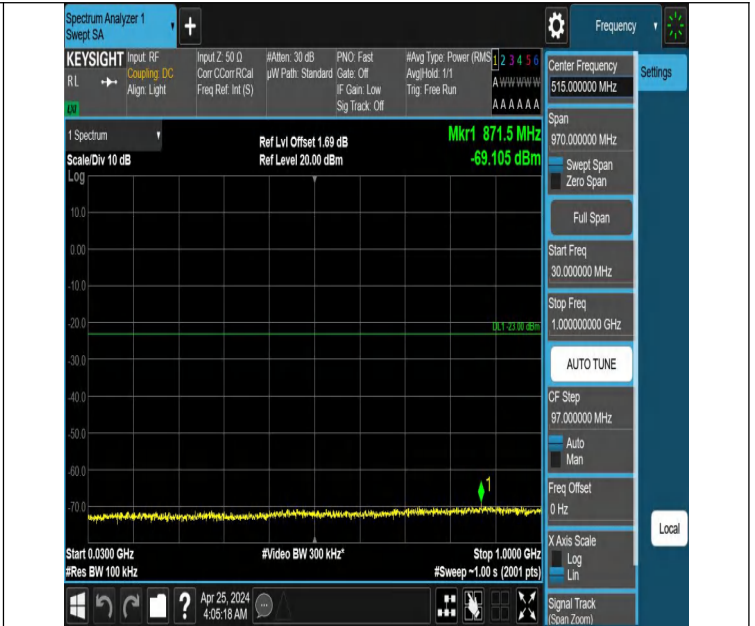 Spectrum Analyzer 1
Swept SA
+
Frequency
KEYSIGHT
RL
LXI
Input: RF
Coupling: DC
Align: Light
Input Z: 50 Ω
Corr CCorr RCal
Freq Ref: Int (S)
#Atten: 30 dB
µW Path: Standard
PNO: Fast
Gate: Off
IF Gain: Low
Sig Track: Off
#Avg Type: Power (RMS
Avg|Hold: 1/1
Trig: Free Run
1 2 3 4 5 6
A W W W W W
A A A A A A
1 Spectrum
Scale/Div 10 dB
Log
Ref Lvl Offset 1.69 dB
Ref Level 20.00 dBm
Mkr1 871.5 MHz
-69.105 dBm
10.0
0.00
-10.0
-20.0
DL1 -23.00 dBm
-30.0
-40.0
-50.0
-60.0
1
-70.0
Start 0.0300 GHz
#Res BW 100 kHz
#Video BW 300 kHz*
Stop 1.0000 GHz
#Sweep ~1.00 s (2001 pts)
Center Frequency
515.000000 MHz
Settings
Span
970.000000 MHz
Swept Span
Zero Span
Full Span
Start Freq
30.000000 MHz
Stop Freq
1.000000000 GHz
AUTO TUNE
CF Step
97.000000 MHz
Auto
Man
Freq Offset
0 Hz
Local
X Axis Scale
Log
Lin
Signal Track
(Span Zoom)
?
Apr 25, 2024
4:05:18 AM